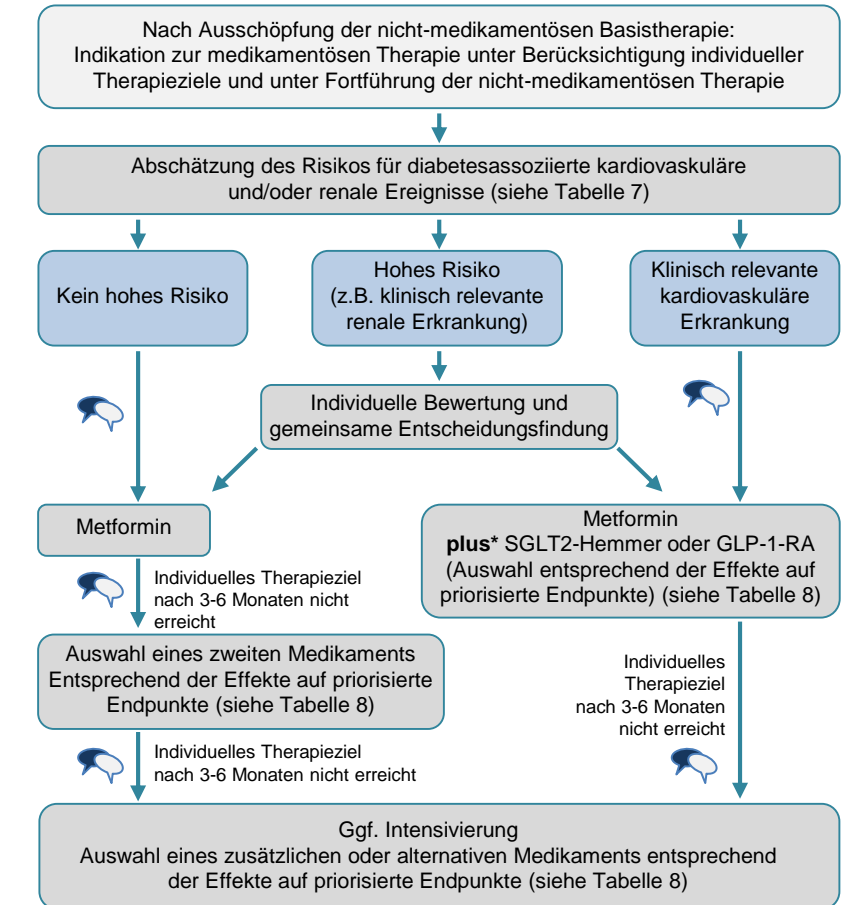 Nach Ausschöpfung der nicht-medikamentösen Basistherapie:
Indikation zur medikamentösen Therapie unter Berücksichtigung individueller
Therapieziele und unter Fortführung der nicht-medikamentösen Therapie
Abschätzung des Risikos für diabetesassoziierte kardiovaskuläre
und/oder renale Ereignisse (siehe Tabelle 7)
Kein hohes Risiko
Hohes Risiko
(z.B. klinisch relevante
renale Erkrankung)
Klinisch relevante
kardiovaskuläre
Erkrankung
Individuelle Bewertung und
gemeinsame Entscheidungsfindung
Metformin
Metformin
plus* SGLT2-Hemmer oder GLP-1-RA
(Auswahl entsprechend der Effekte auf
priorisierte Endpunkte) (siehe Tabelle 8)
Individuelles Therapieziel
nach 3-6 Monaten nicht
erreicht
Auswahl eines zweiten Medikaments
Entsprechend der Effekte auf priorisierte
Endpunkte (siehe Tabelle 8)
Individuelles
Therapieziel
nach 3-6 Monaten
nicht erreicht
Individuelles Therapieziel
nach 3-6 Monaten nicht erreicht
Ggf. Intensivierung
Auswahl eines zusätzlichen oder alternativen Medikaments entsprechend
der Effekte auf priorisierte Endpunkte (siehe Tabelle 8)